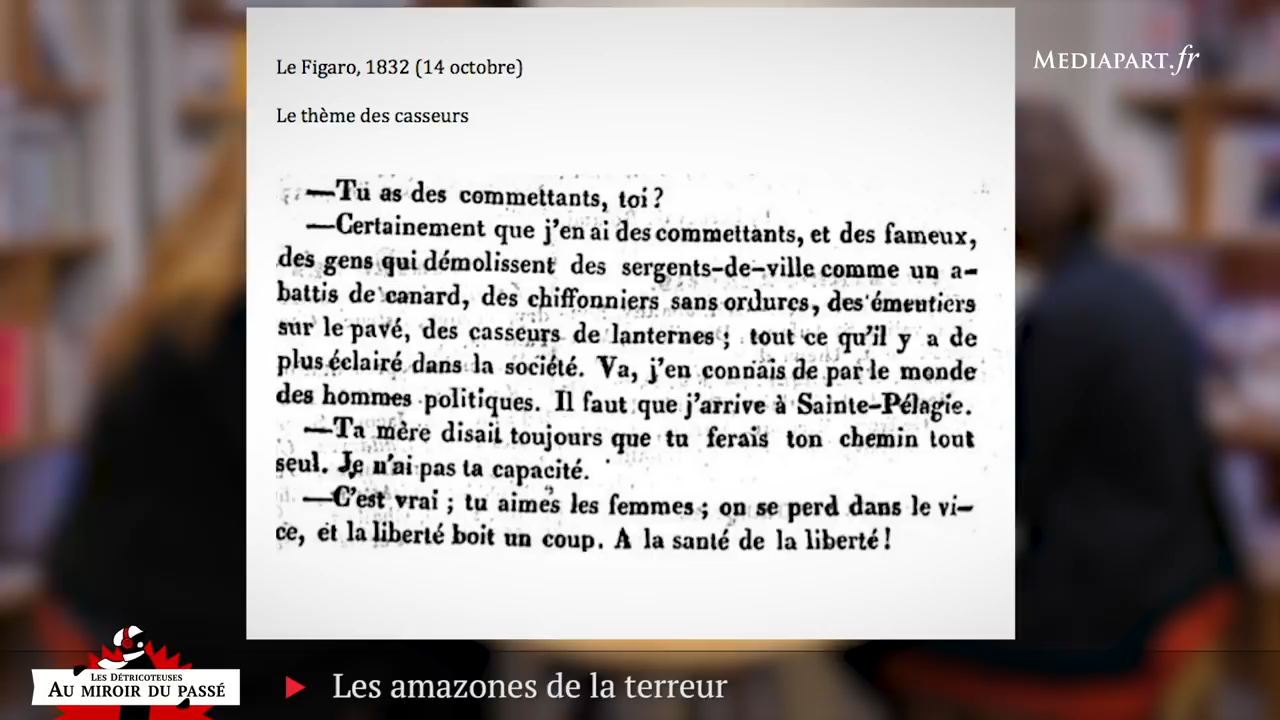 Le Figaro, 1832 (14 octobre)
MEDIAPART.fr
Le thème des casseurs
—Tu as des commettants, toi ?
—Certainement que j'en ai des commettants, et des fameux,
des gens qui démolissent des sergents-de-ville comme un a-
battis de canard, des chiffonniers sans ordures, des émeutiers
sur le pavé, des casseurs de lanternes ; tout ce qu'il y a de
plus éclairé dans la société. Va, j'en connais de par le monde
des hommes politiques. Il faut que j'arrive à Sainte-Pélagie.
—Ta mère disait toujours que tu ferais ton chemin tout
seul. Je n'ai pas ta capacité.
—C'est vrai ; tu aimes les femmes ; on se perd dans le vi-
ce, et la liberté boit un coup. A la santé de la liberté !
LES DÉTRICOTEUSES
AU MIROIR DU PASSÉ
Les amazones de la terreur